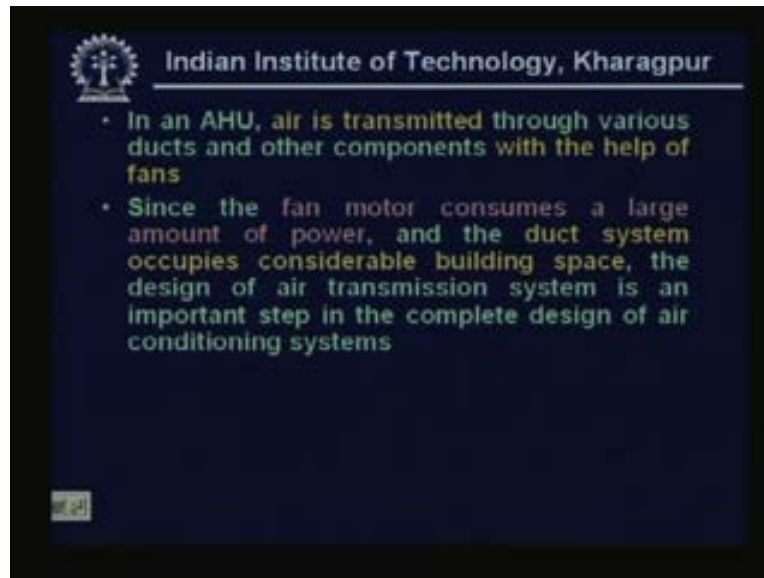 Indian Institute of Technology, Kharagpur
• In an AHU, air is transmitted through various
ducts and other components with the help of
fans
• Since the fan motor consumes a large
amount of power, and the duct system
occupies considerable building space, the
design of air transmission system is an
important step in the complete design of air
conditioning systems